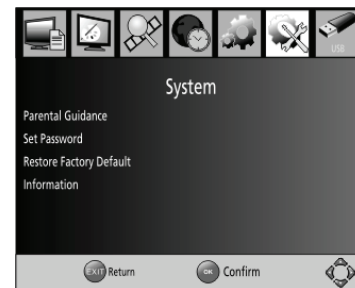 USB
System
Parental Guidance
Set Password
Restore Factory Default
Information
EXIT Return
OK Confirm